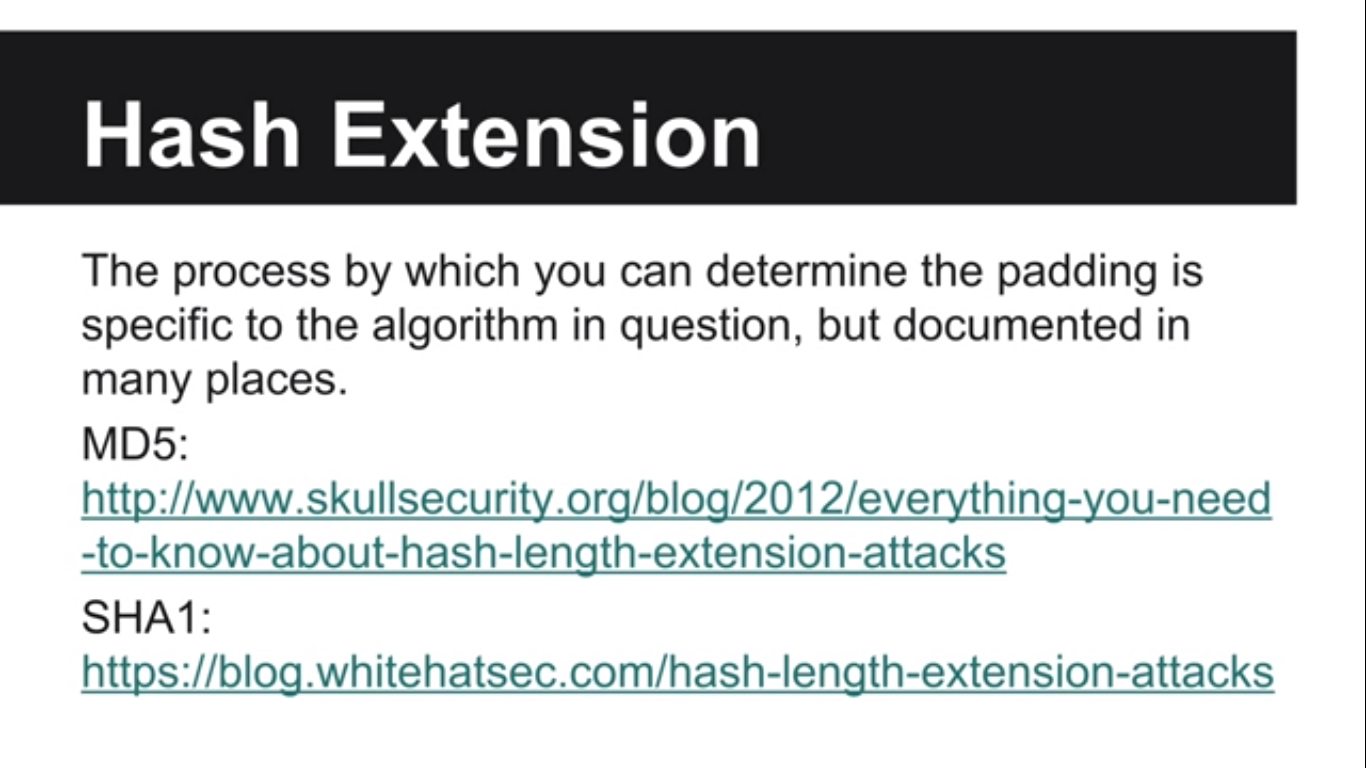 Hash Extension
The process by which you can determine the padding is
specific to the algorithm in question, but documented in
many places.
MD5:
http://www.skullsecurity.org/blog/2012/everything-you-need
-to-know-about-hash-length-extension-attacks
SHA1:
https://blog.whitehatsec.com/hash-length-extension-attacks